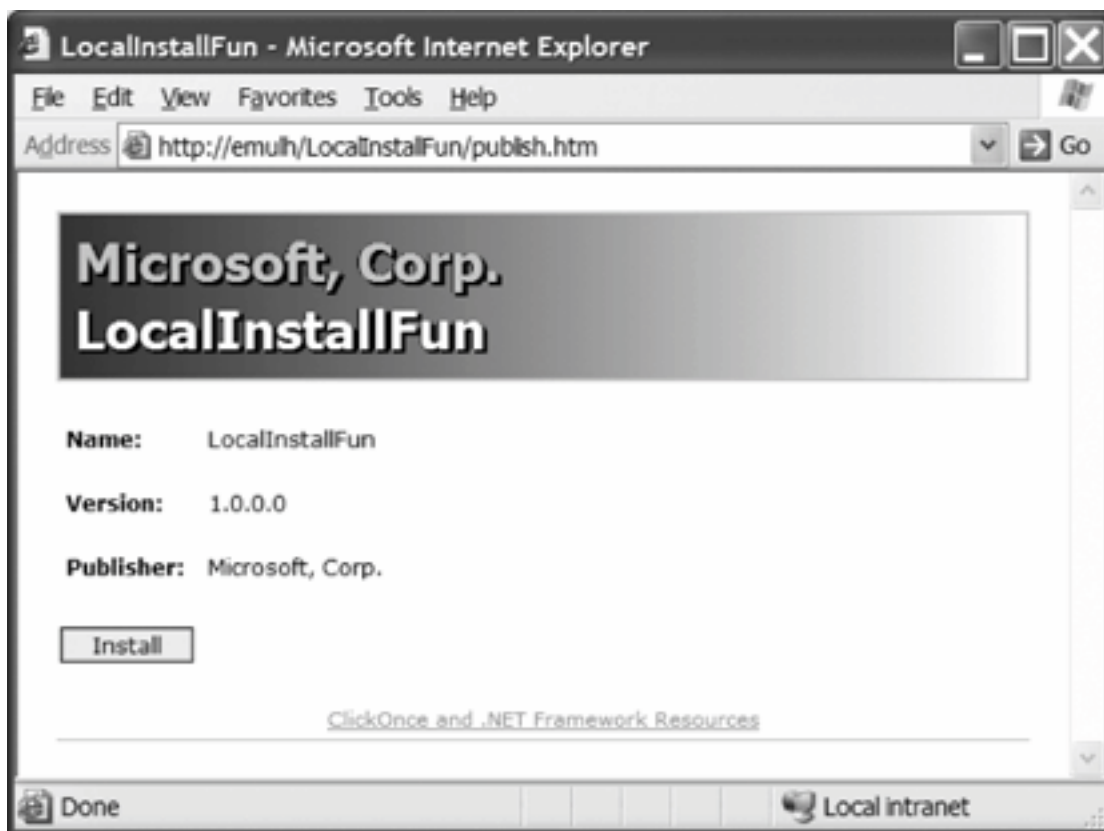 LocalInstallFun - Microsoft Internet Explorer
File Edit View Favorites Tools Help
Address http://emulh/LocalInstallFun/publish.htm Go
Microsoft, Corp.
LocalInstallFun
Name: LocalInstallFun
Version: 1.0.0.0
Publisher: Microsoft, Corp.
Install
ClickOnce and .NET Framework Resources
Done Local intranet